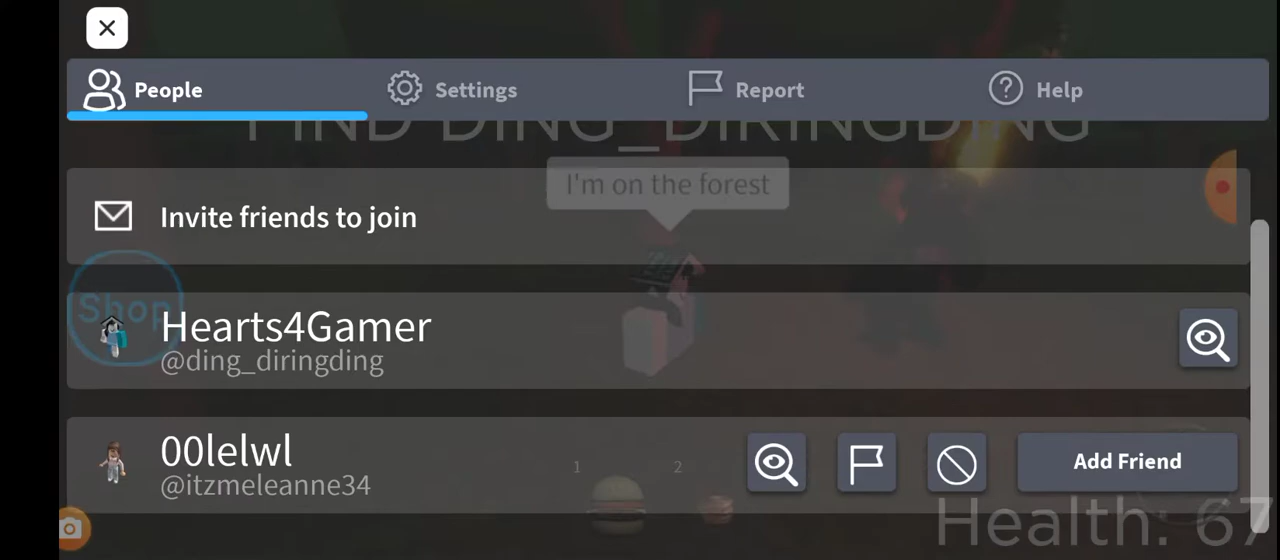 People
Settings
Report
Help
FIND DING_DIRINGDING
I'm on the forest
Invite friends to join
Shop
Hearts4Gamer
@ding_diringding
00lelwl
@itzmeleanne34
1
2
Add Friend
Health: 67